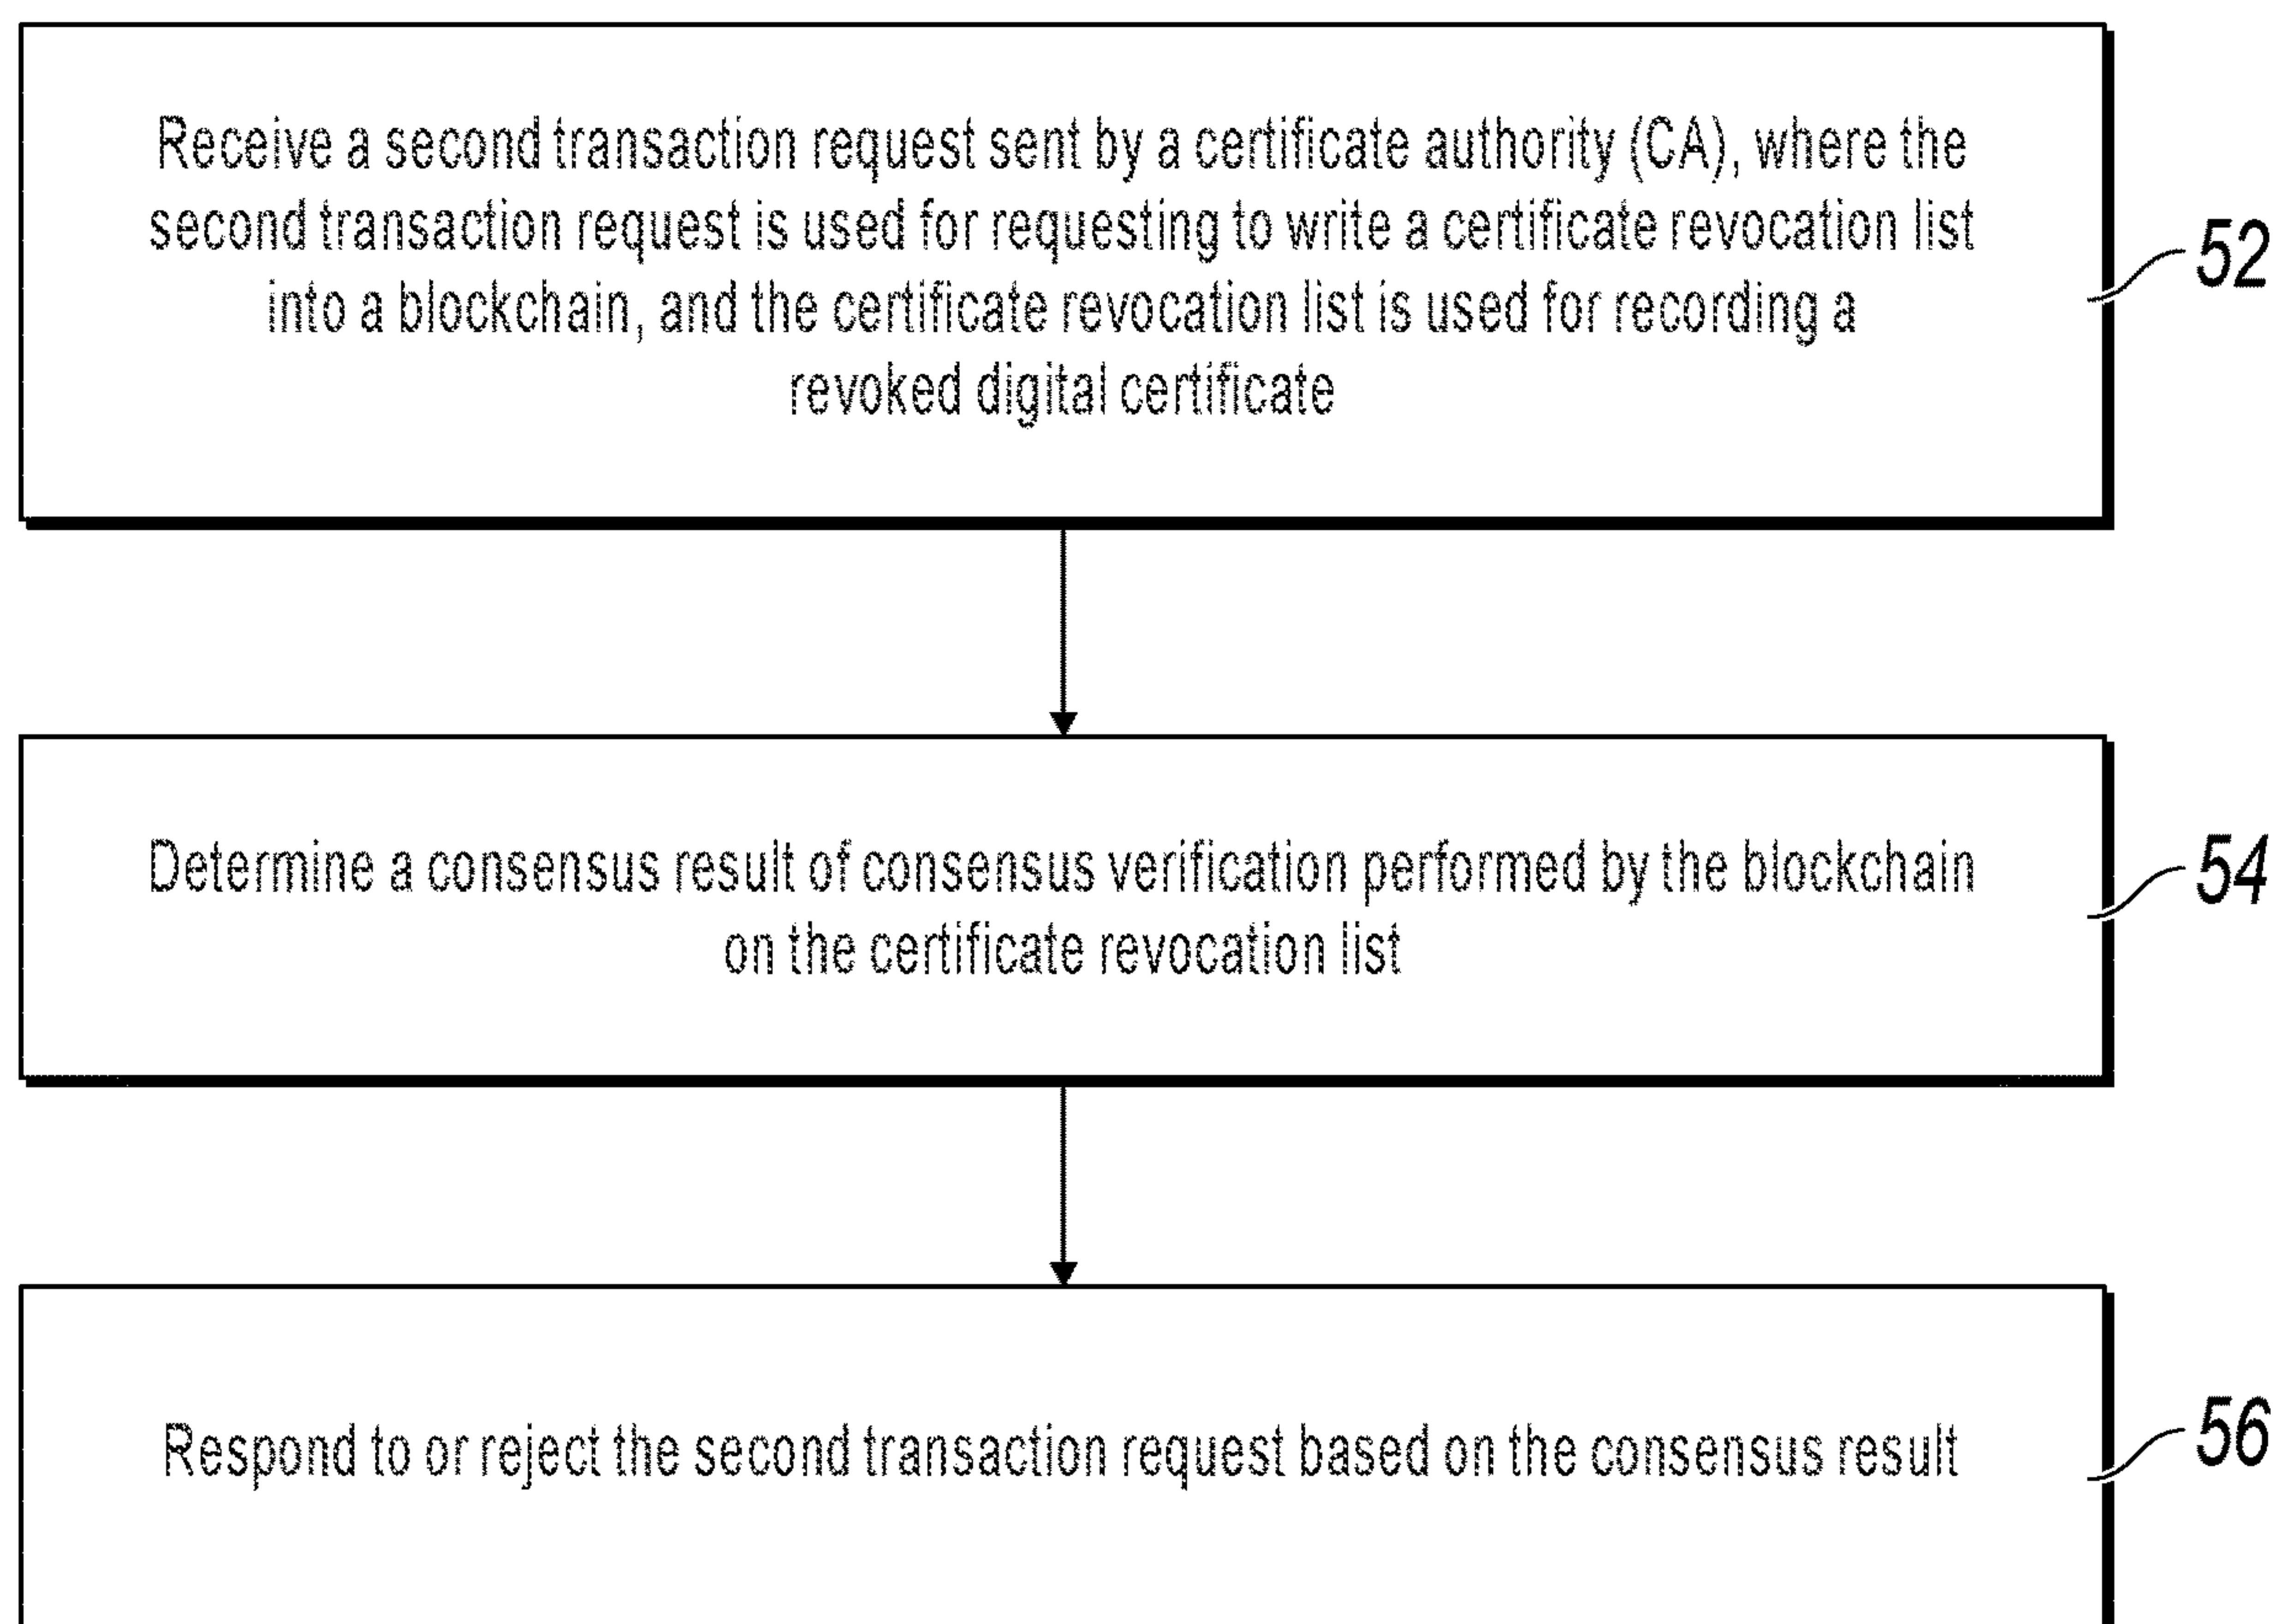 Receive a second transaction request sent by a certificate authority (CA), where the
second transaction request is used for requesting to write a certificate revocation list
into a blockchain, and the certificate revocation list is used for recording a
revoked digital certificate
52
Determine a consensus result of consensus verification performed by the blockchain
on the certificate revocation list
54
Respond to or reject the second transaction request based on the consensus result
56